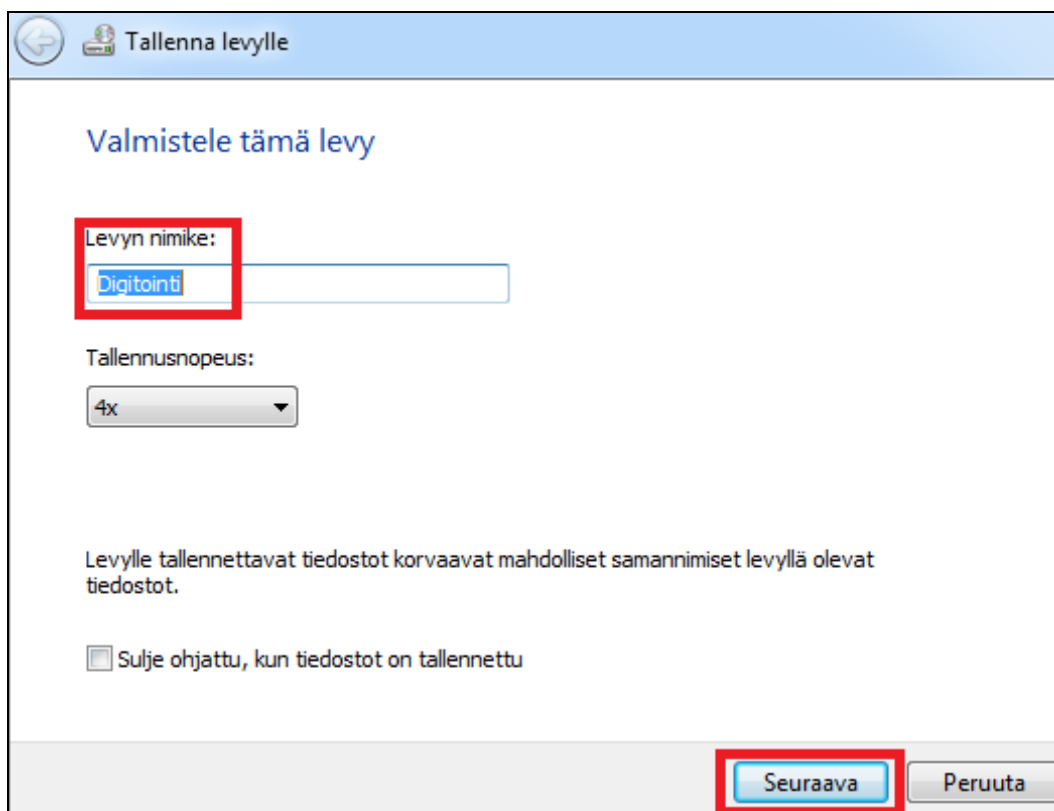 Tallenna levylle
Valmistele tämä levy
Levyn nimike:
Digitointi
Tallennusnopeus:
4x
Levylle tallennettavat tiedostot korvaavat mahdolliset samannimiset levyllä olevat
tiedostot.
Sulje ohjattu, kun tiedostot on tallennettu
Seuraava
Peruuta